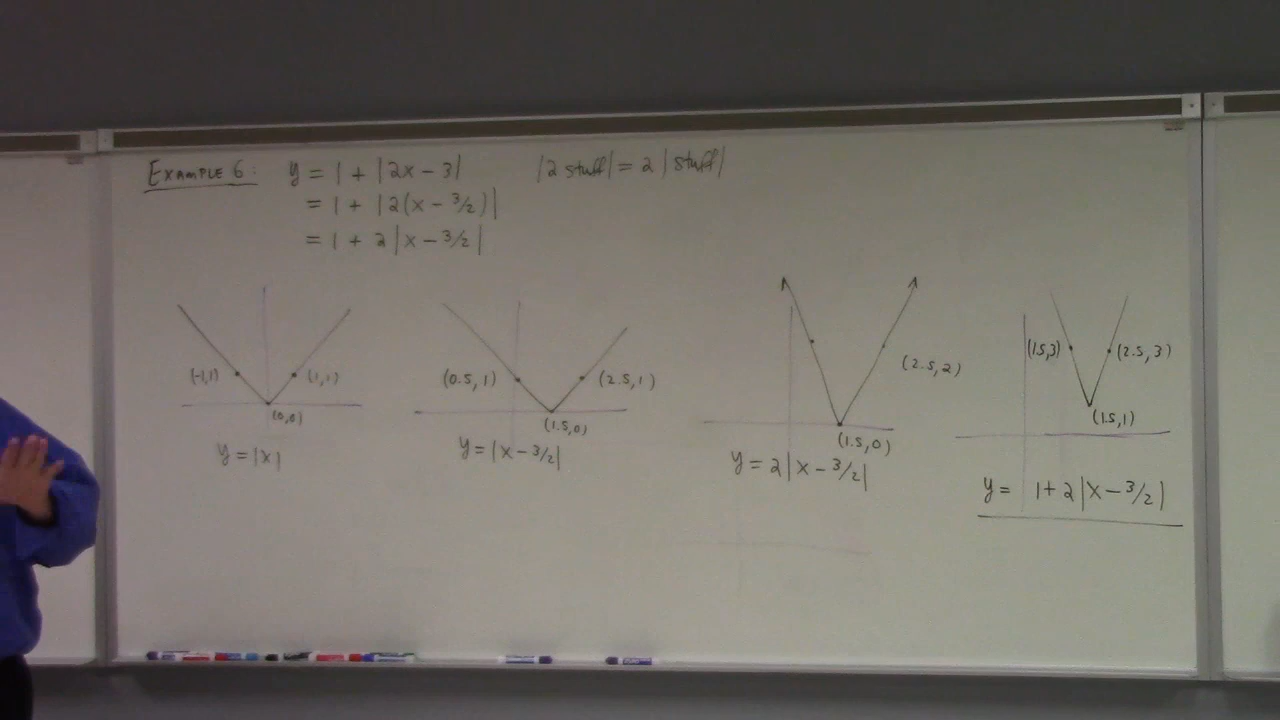 EXAMPLE 6: y = 1 + |2x - 3| |2 stuff| = 2 |stuff|
= 1 + |2(x - 3/2)|
= 1 + 2|x - 3/2|
(-1,1) (1,1)
(0,0)
y = |x|
(0.5, 1) (2.5, 1)
(1.5, 0)
y = |x - 3/2|
(2.5, 2)
(1.5, 0)
y = 2|x - 3/2|
(1.5, 3) (2.5, 3)
(1.5, 1)
y = 1 + 2|x - 3/2|